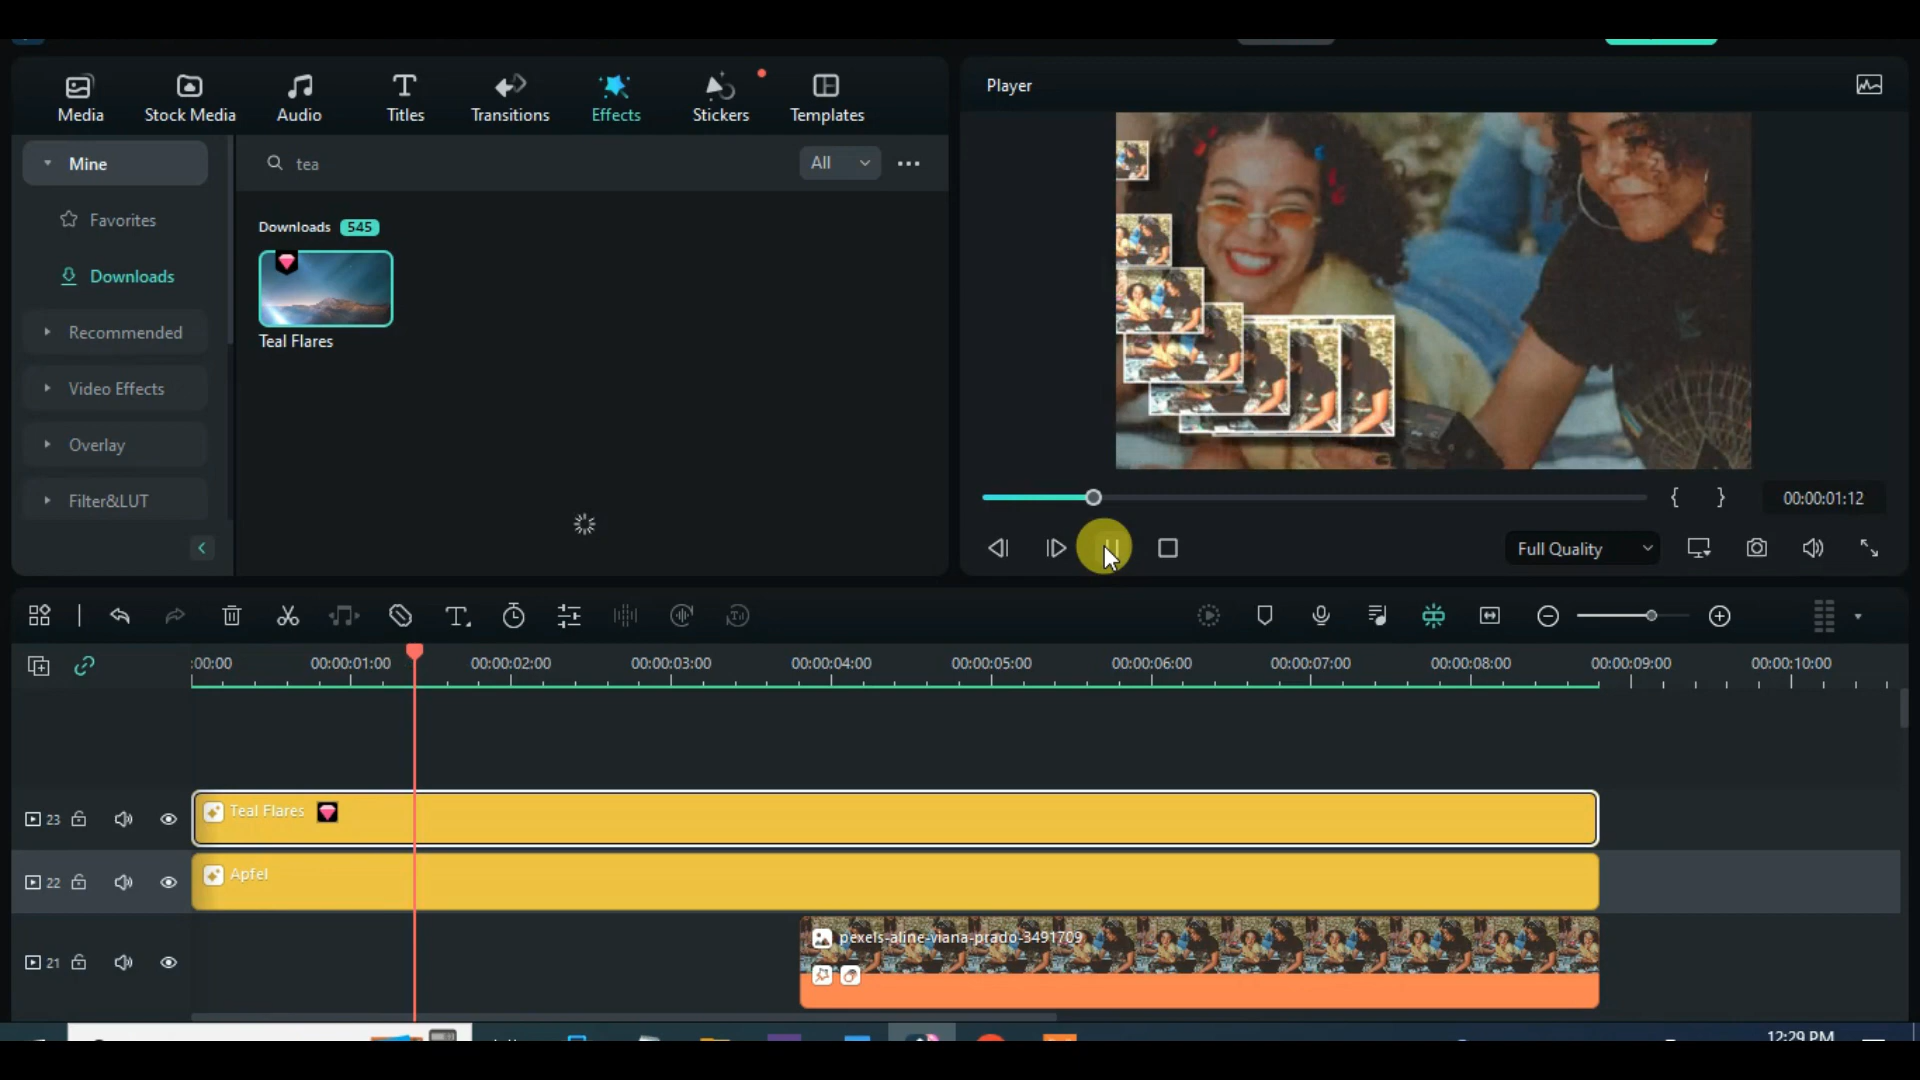 Media
Stock Media
Audio
Titles
Transitions
Effects
Stickers
Templates
Player
Mine
tea
All
Favorites
Downloads 545
Downloads
Teal Flares
Recommended
Video Effects
Overlay
Filter&LUT
00:00:01:12
Full Quality
:00:00
00:00:01:00
00:00:02:00
00:00:03:00
00:00:04:00
00:00:05:00
00:00:06:00
00:00:07:00
00:00:08:00
00:00:09:00
00:00:10:00
23
Teal Flares
22
Apfel
21
pexels-aline-viana-prado-3491709
12:29 PM